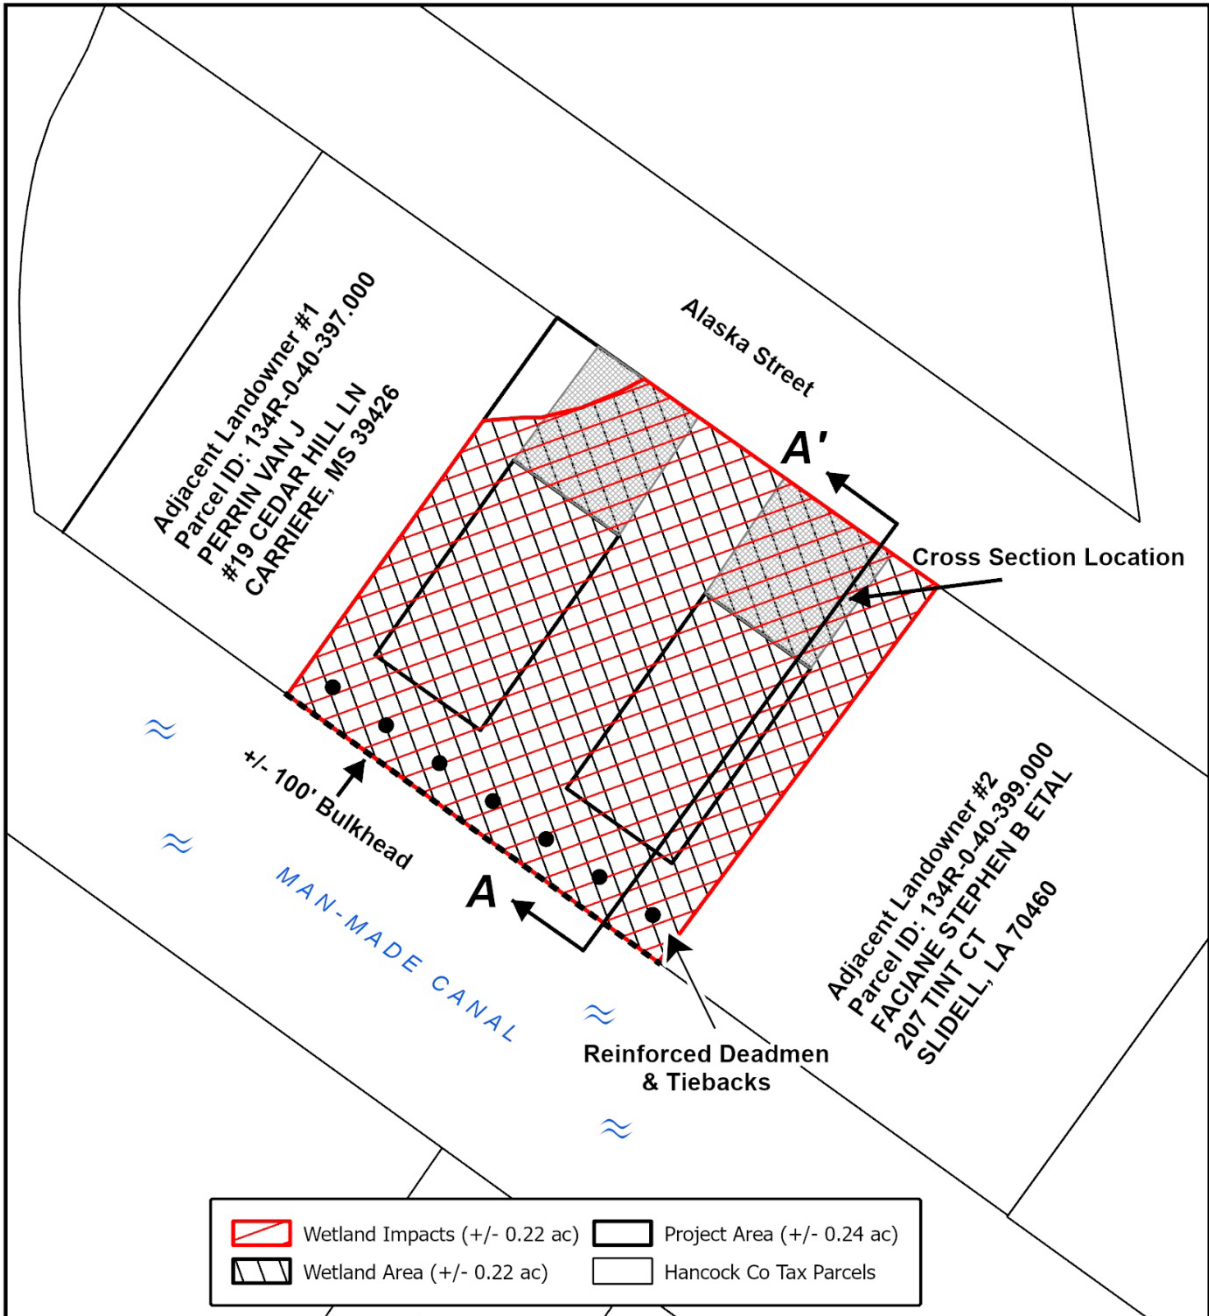 Alaska Street
Adjacent Landowner #1
Parcel ID: 134R-0-40-397.000
PERRIN VAN J
#19 CEDAR HILL LN
CARRIERE, MS 39426
A'
Cross Section Location
+/- 100' Bulkhead
A
MAN-MADE CANAL
Reinforced Deadmen
& Tiebacks
Adjacent Landowner #2
Parcel ID: 134R-0-40-399.000
FACIANE STEPHEN B ETAL
207 TINT CT
SLIDELL, LA 70460
Wetland Impacts (+/- 0.22 ac)
Project Area (+/- 0.24 ac)
Wetland Area (+/- 0.22 ac)
Hancock Co Tax Parcels